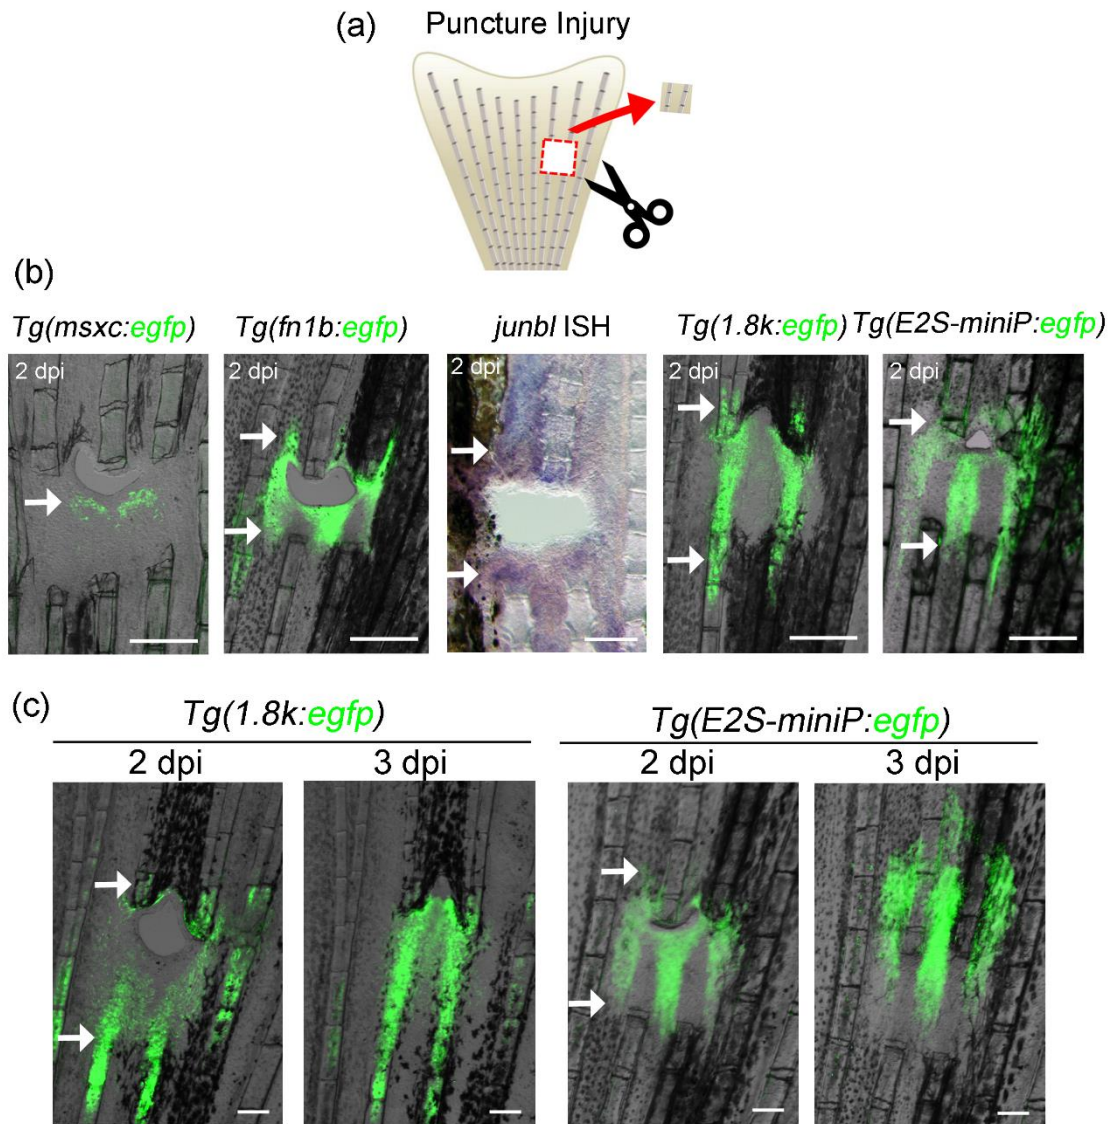 (a) Puncture Injury
(b)
Tg(msxc:egfp) Tg(fn1b:egfp) junbl ISH Tg(1.8k:egfp) Tg(E2S-miniP:egfp)
2 dpi 2 dpi 2 dpi 2 dpi 2 dpi
(c)
Tg(1.8k:egfp) Tg(E2S-miniP:egfp)
2 dpi 3 dpi 2 dpi 3 dpi